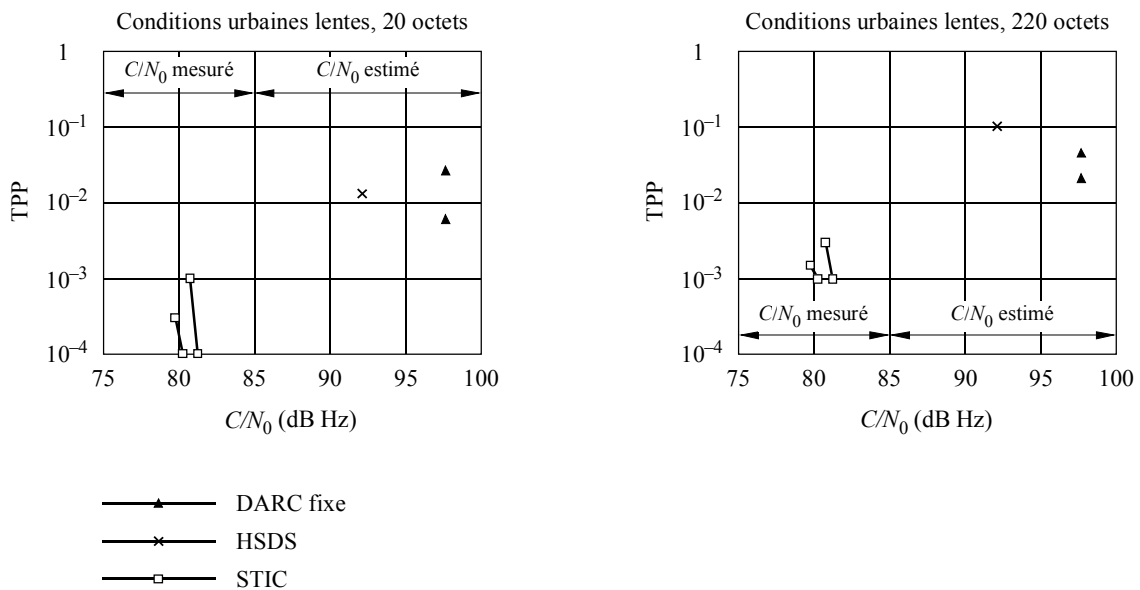 Conditions urbaines lentes, 20 octets
1
C/N0 mesuré
C/N0 estimé
10–1
10–2
10–3
10–4
TPP
75
80
85
90
95
100
C/N0 (dB Hz)
Conditions urbaines lentes, 220 octets
1
10–1
10–2
10–3
10–4
TPP
C/N0 mesuré
C/N0 estimé
75
80
85
90
95
100
C/N0 (dB Hz)
DARC fixe
HSDS
STIC